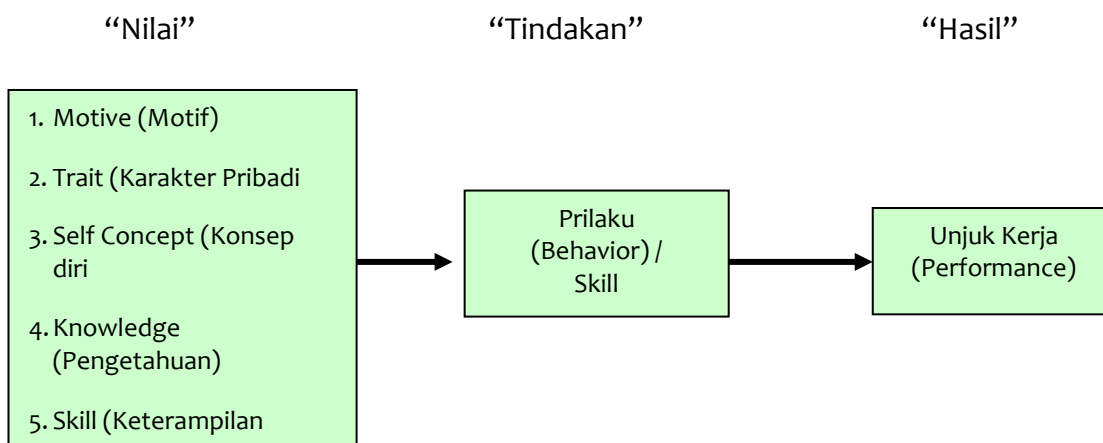 “Nilai” “Tindakan” “Hasil”
1. Motive (Motif)
2. Trait (Karakter Pribadi
3. Self Concept (Konsep
diri
4. Knowledge
(Pengetahuan)
5. Skill (Keterampilan
Prilaku
(Behavior) /
Skill
Unjuk Kerja
(Performance)